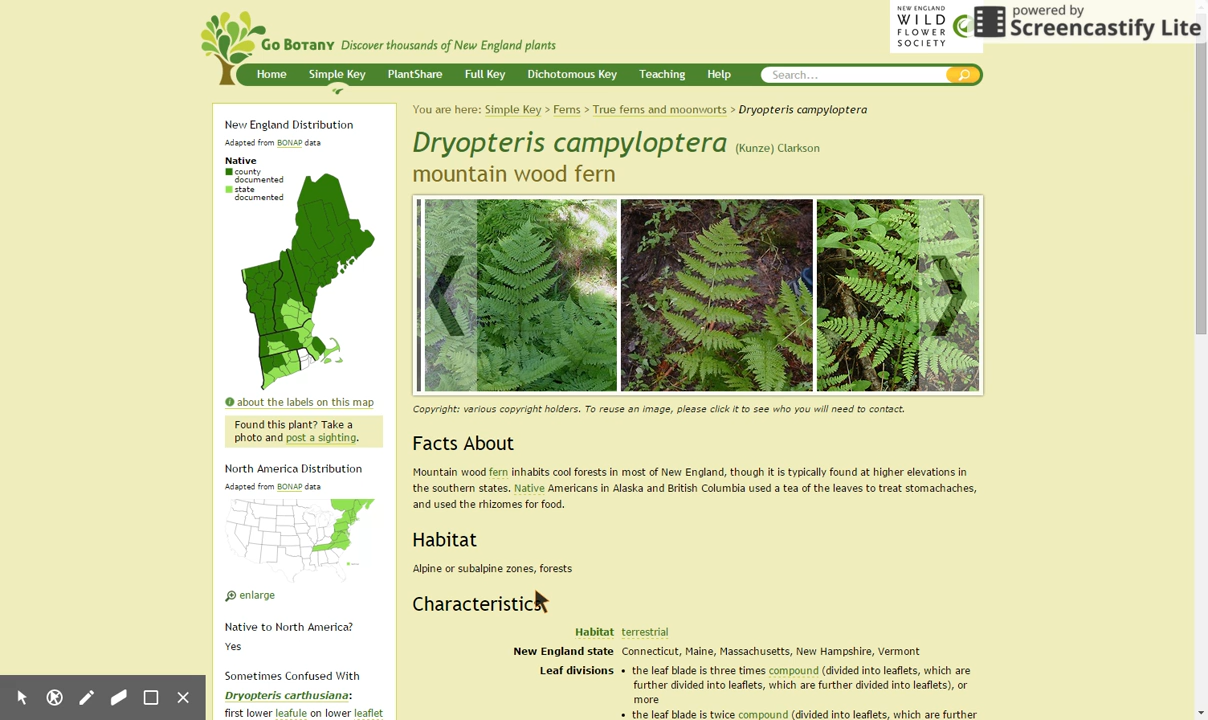 powered by
Screencastify Lite
NEW ENGLAND
WILD
FLOWER
SOCIETY
GO BOTANY Discover thousands of New England plants
Home Simple Key PlantShare Full Key Dichotomous Key Teaching Help Search...
You are here: Simple Key > Ferns > True ferns and moonworts > Dryopteris campyloptera
Dryopteris campyloptera (Kunze) Clarkson
mountain wood fern
New England Distribution
Adapted from BONAP data
Native
county
documented
state
documented
about the labels on this map
Found this plant? Take a
photo and post a sighting.
North America Distribution
Adapted from BONAP data
enlarge
Native to North America?
Yes
Sometimes Confused With
Dryopteris carthusiana:
first lower leafule on lower leaflet
Copyright: various copyright holders. To reuse an image, please click it to see who you will need to contact.
Facts About
Mountain wood fern inhabits cool forests in most of New England, though it is typically found at higher elevations in
the southern states. Native Americans in Alaska and British Columbia used a tea of the leaves to treat stomachaches,
and used the rhizomes for food.
Habitat
Alpine or subalpine zones, forests
Characteristics
Habitat terrestrial
New England state Connecticut, Maine, Massachusetts, New Hampshire, Vermont
Leaf divisions • the leaf blade is three times compound (divided into leaflets, which are
further divided into leaflets, which are further divided into leaflets), or
more
• the leaf blade is twice compound (divided into leaflets, which are further